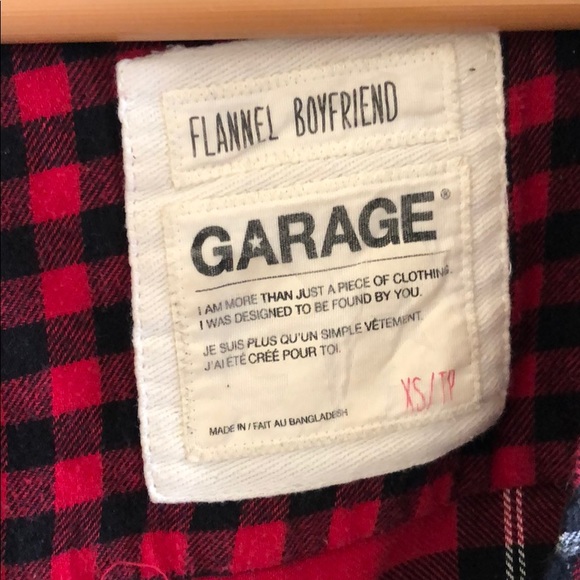 FLANNEL BOYFRIEND
GARAGE®
I AM MORE THAN JUST A PIECE OF CLOTHING.
I WAS DESIGNED TO BE FOUND BY YOU.
JE SUIS PLUS QU'UN SIMPLE VÊTEMENT.
J'AI ÉTÉ CRÉÉ POUR TOI.
XS/TP
MADE IN / FAIT AU BANGLADESH